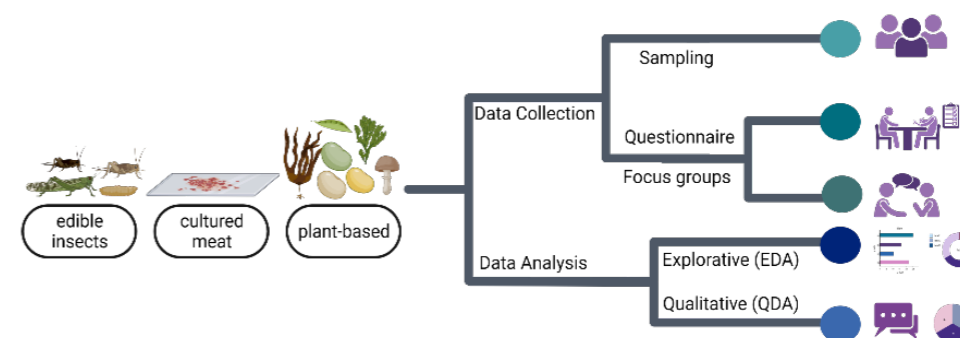 edible
insects
cultured
meat
plant-based
Data Collection
Sampling
Questionnaire
Focus groups
Data Analysis
Explorative (EDA)
Qualitative (QDA)